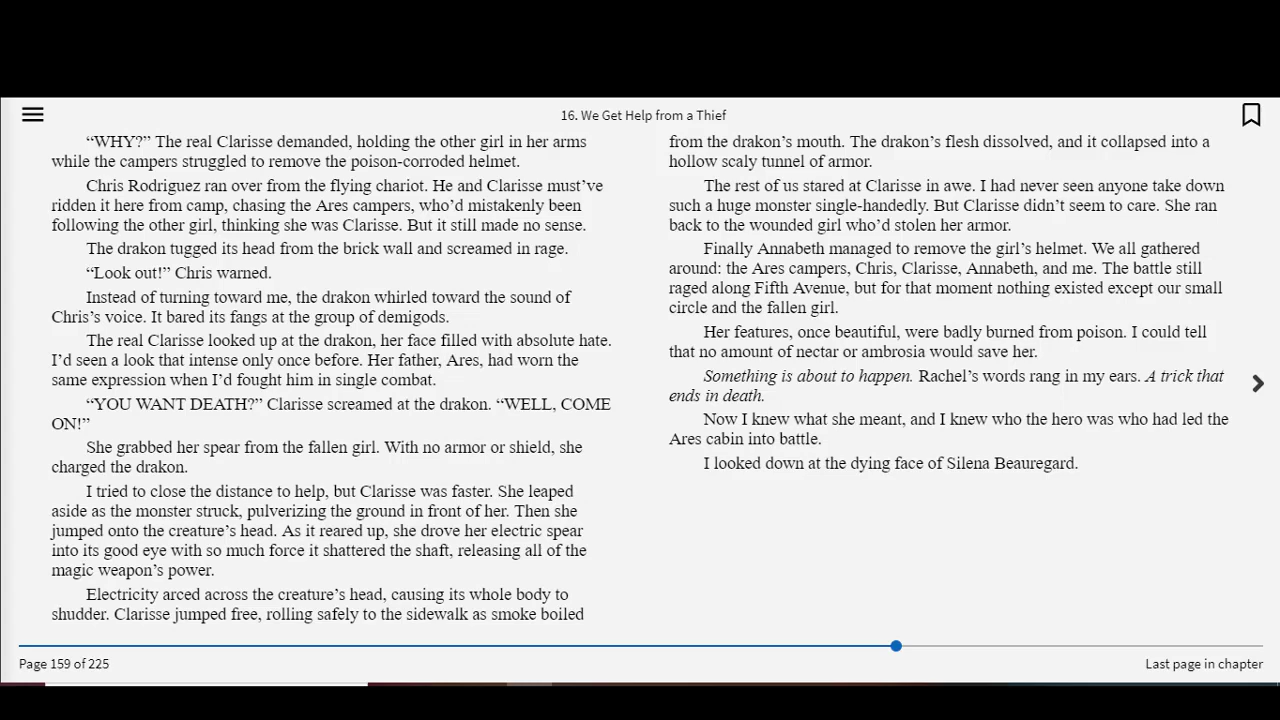 16. We Get Help from a Thief
“WHY?” The real Clarisse demanded, holding the other girl in her arms
while the campers struggled to remove the poison-corroded helmet.
Chris Rodriguez ran over from the flying chariot. He and Clarisse must’ve
ridden it here from camp, chasing the Ares campers, who’d mistakenly been
following the other girl, thinking she was Clarisse. But it still made no sense.
The drakon tugged its head from the brick wall and screamed in rage.
“Look out!” Chris warned.
Instead of turning toward me, the drakon whirled toward the sound of
Chris’s voice. It bared its fangs at the group of demigods.
The real Clarisse looked up at the drakon, her face filled with absolute hate.
I’d seen a look that intense only once before. Her father, Ares, had worn the
same expression when I’d fought him in single combat.
“YOU WANT DEATH?” Clarisse screamed at the drakon. “WELL, COME
ON!”
She grabbed her spear from the fallen girl. With no armor or shield, she
charged the drakon.
I tried to close the distance to help, but Clarisse was faster. She leaped
aside as the monster struck, pulverizing the ground in front of her. Then she
jumped onto the creature’s head. As it reared up, she drove her electric spear
into its good eye with so much force it shattered the shaft, releasing all of the
magic weapon’s power.
Electricity arced across the creature’s head, causing its whole body to
shudder. Clarisse jumped free, rolling safely to the sidewalk as smoke boiled
from the drakon’s mouth. The drakon’s flesh dissolved, and it collapsed into a
hollow scaly tunnel of armor.
The rest of us stared at Clarisse in awe. I had never seen anyone take down
such a huge monster single-handedly. But Clarisse didn’t seem to care. She ran
back to the wounded girl who’d stolen her armor.
Finally Annabeth managed to remove the girl’s helmet. We all gathered
around: the Ares campers, Chris, Clarisse, Annabeth, and me. The battle still
raged along Fifth Avenue, but for that moment nothing existed except our small
circle and the fallen girl.
Her features, once beautiful, were badly burned from poison. I could tell
that no amount of nectar or ambrosia would save her.
Something is about to happen. Rachel’s words rang in my ears. A trick that
ends in death.
Now I knew what she meant, and I knew who the hero was who had led the
Ares cabin into battle.
I looked down at the dying face of Silena Beauregard.
Page 159 of 225
Last page in chapter